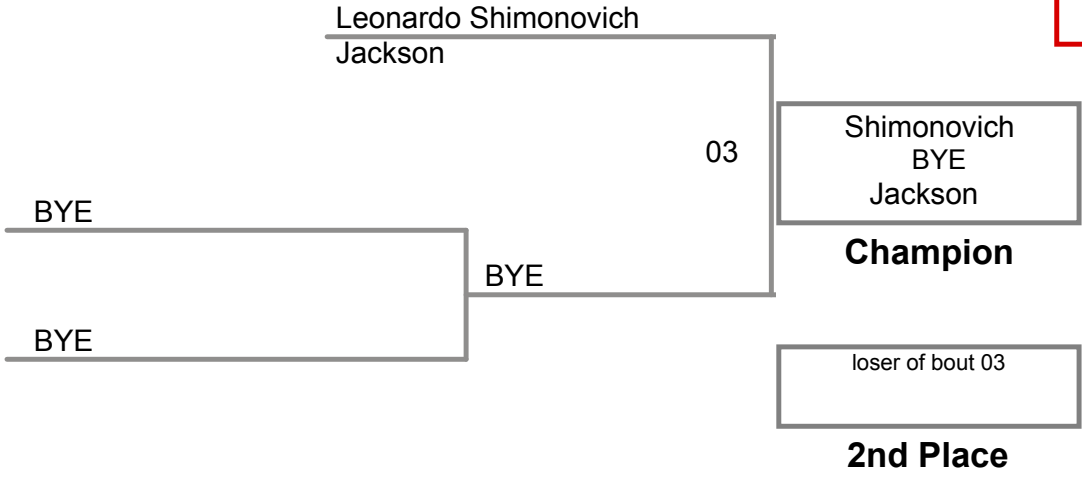 Leonardo Shimonovich
Jackson
03
Shimonovich
BYE
Jackson
BYE
Champion
BYE
BYE
loser of bout 03
2nd Place